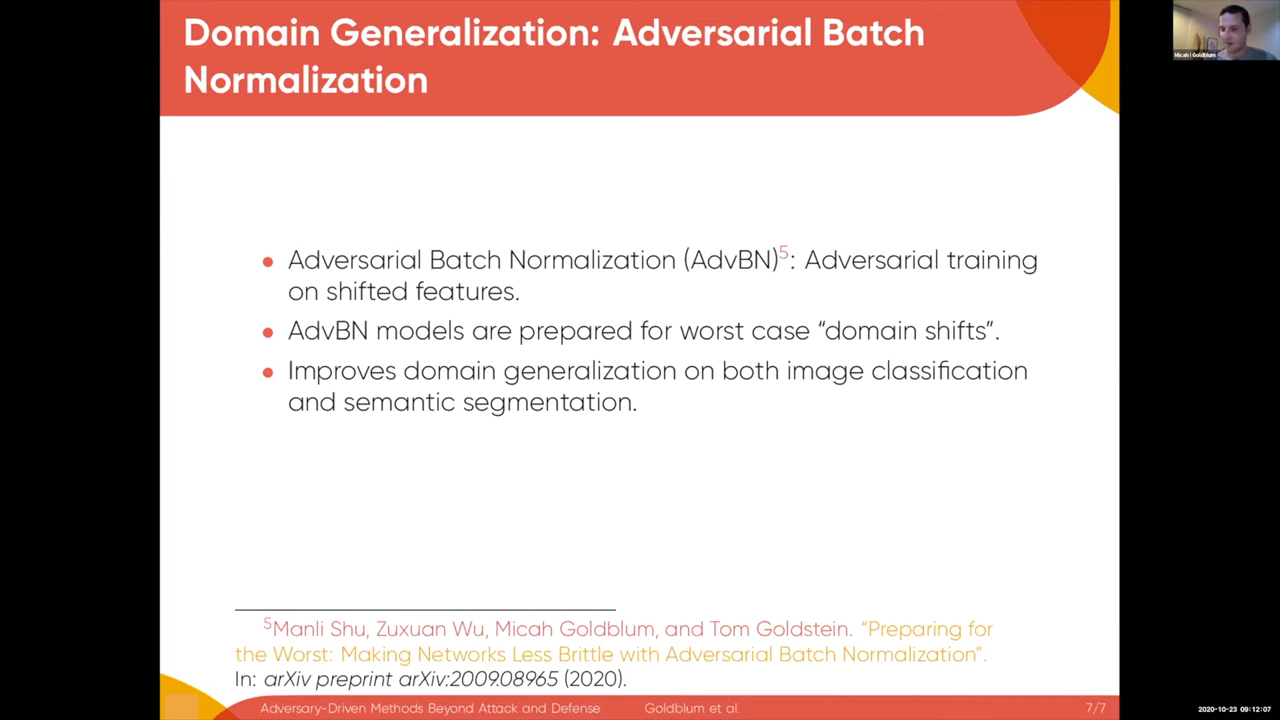 Domain Generalization: Adversarial Batch
Normalization
Micah Goldblum
• Adversarial Batch Normalization (AdvBN)5: Adversarial training
on shifted features.
• AdvBN models are prepared for worst case “domain shifts”.
• Improves domain generalization on both image classification
and semantic segmentation.
5Manli Shu, Zuxuan Wu, Micah Goldblum, and Tom Goldstein. “Preparing for
the Worst: Making Networks Less Brittle with Adversarial Batch Normalization”.
In: arXiv preprint arXiv:2009.08965 (2020).
Adversary-Driven Methods Beyond Attack and Defense Goldblum et al. 7/7
2020-10-23 09:12:07